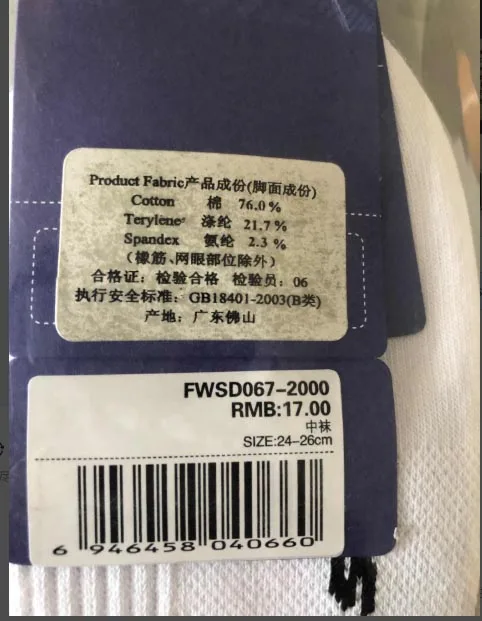 Product Fabric产品成份(脚面成份)
Cotton 棉 76.0%
Terylene 涤纶 21.7%
Spandex 氨纶 2.3%
(橡筋、网眼部位除外)
合格证: 检验合格 检验员: 06
执行安全标准: GB18401-2003(B类)
产地: 广东佛山
FWSD067-2000
RMB:17.00
中袜
SIZE:24-26cm
6 946458 040660